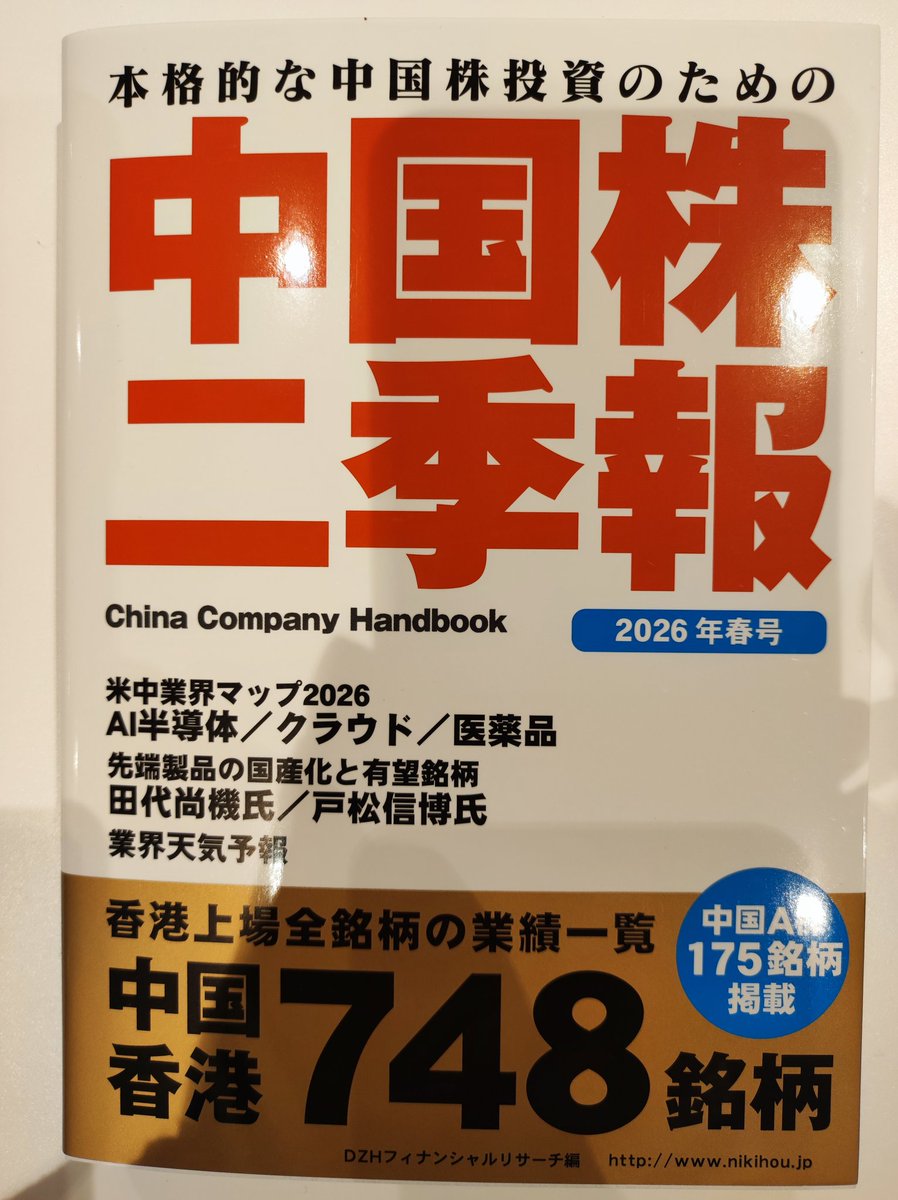 本格的な中国株投資のための
中国株
二季報
China Company Handbook
2026年春号
米中業界マップ2026
AI半導体／クラウド／医薬品
先端製品の国産化と有望銘柄
田代尚機氏／戸松信博氏
業界天気予報
香港上場全銘柄の業績一覧
中国A株
175銘柄
掲載
中国
香港
748銘柄
DZHフィナンシャルリサーチ編 http://www.nikihou.jp